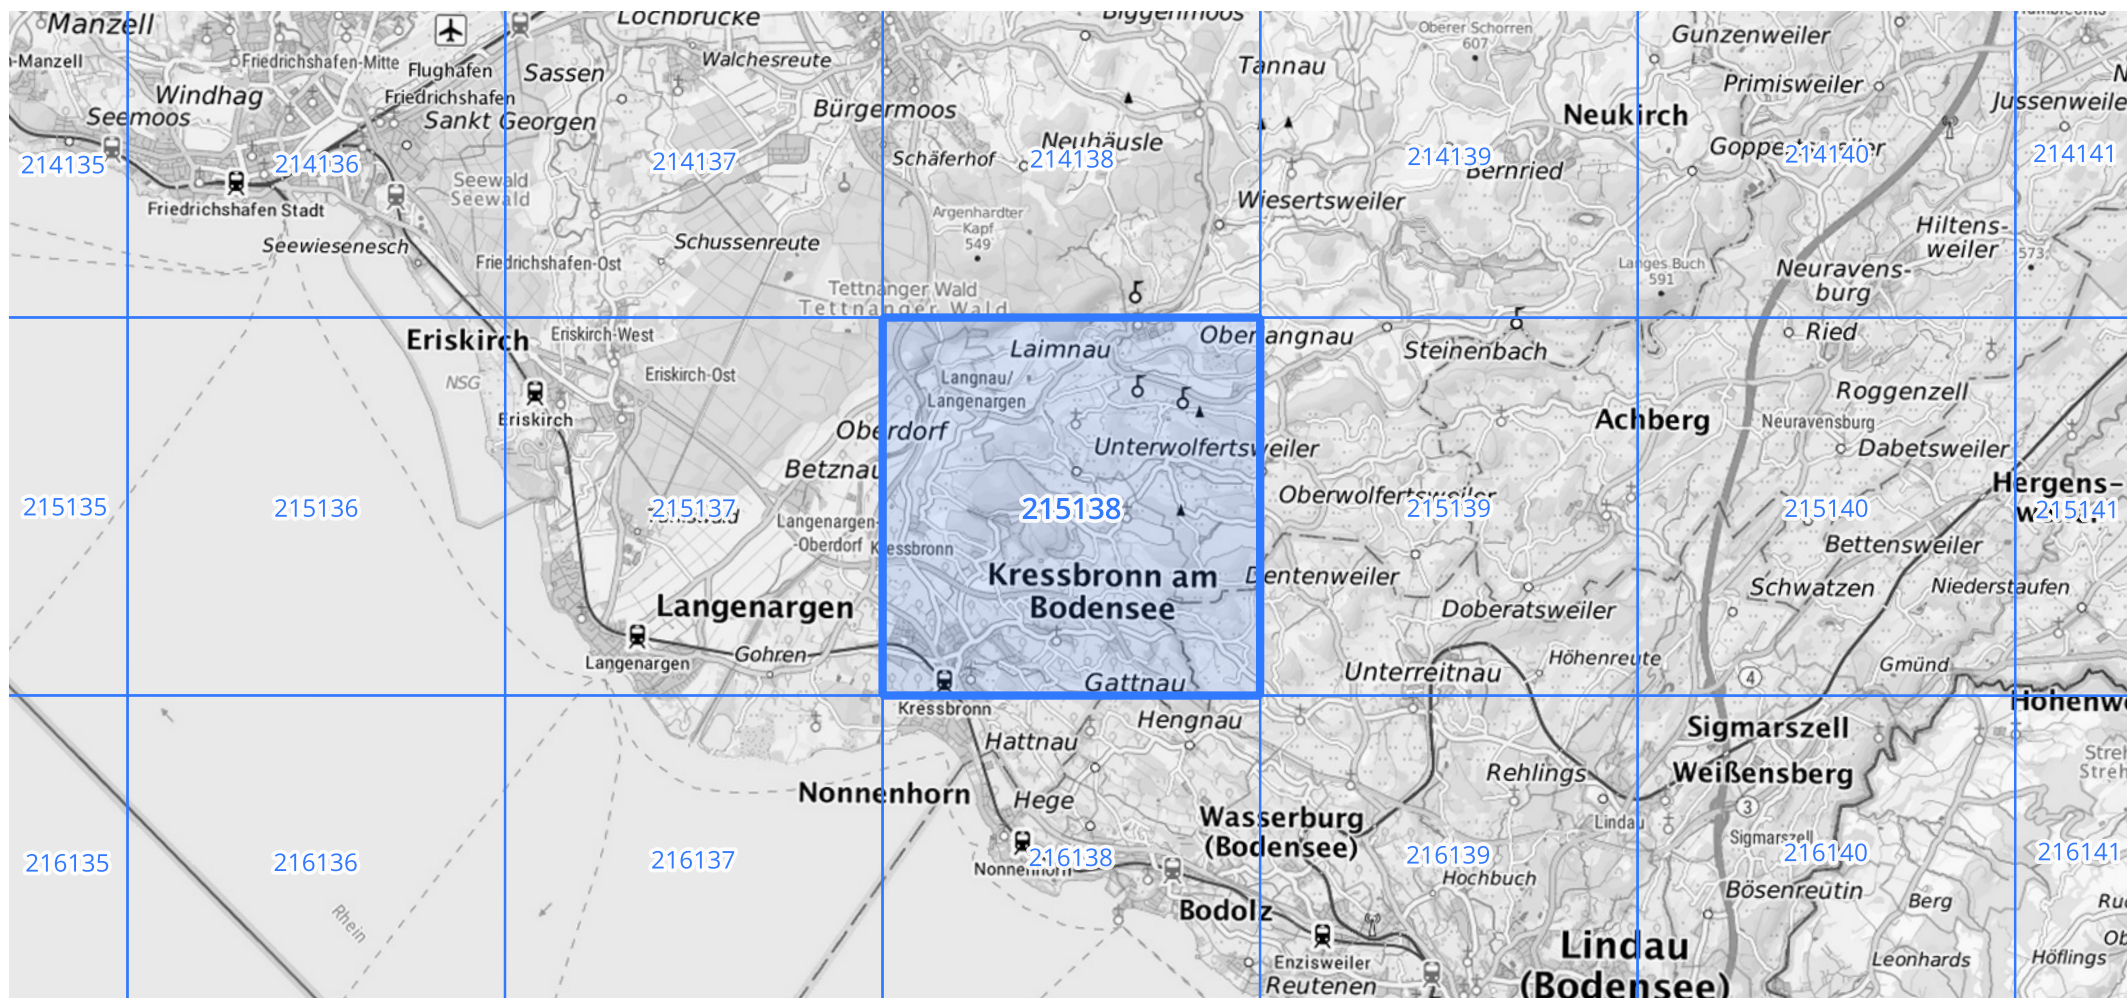 Manzell
Lochbrücke
Biggenmoos
Oberer Schorren
607
Gunzenweiler
-Manzell
Friedrichshafen-Mitte
Flughafen
Friedrichshafen
Sassen
Walchesreute
Tannau
Primisweiler
Windhag
Seemoos
Sankt Georgen
Bürgermoos
Neukirch
Jussenweile
Neuhäusle
Schäferhof
Bernried
214135
214136
214137
214138
214139
214140
214141
Seewald
Seewald
Friedrichshafen Stadt
Argenhardter
Kapf
549
Wiesertsweiler
Hiltens-
weiler
573
Seewiesenesch
Schussenreute
Friedrichshafen-Ost
Langes Buch
591
Neuravens-
burg
Tettnanger Wald
Tettnanger Wald
Eriskirch
Eriskirch-West
Laimnau
Oberlangnau
Steinenbach
Ried
NSG
Eriskirch-Ost
Langnau/
Langenargen
Roggenzell
Eriskirch
Oberdorf
Achberg
Neuravensburg
Unterwolfertsweiler
Dabetsweiler
Betznau
Hergens-
Oberwolfertsweiler
215135
215136
215137
215138
215139
215140
215141
Langenargen-
-Oberdorf
Kressbronn
Bettensweiler
Kressbronn am
Bodensee
Dentenweiler
Schwatzen
Niederstaufen
Langenargen
Doberatsweiler
Langenargen
Gohren
Höhenreute
Gmünd
Unterreitnau
4
Gattnau
Kressbronn
Hohenw
Hengnau
Sigmarszell
Hattnau
Weißensberg
Rehlings
Nonnenhorn
Hege
3
Wasserburg
(Bodensee)
Lindau
Sigmarszell
216135
216136
216137
216138
216139
216140
216141
Nonnenhorn
Hochbuch
Bösenreutin
Rhein
Bodolz
Berg
Lindau
(Bodensee)
Enzisweiler
Leonhards
Höflings
Reutenen